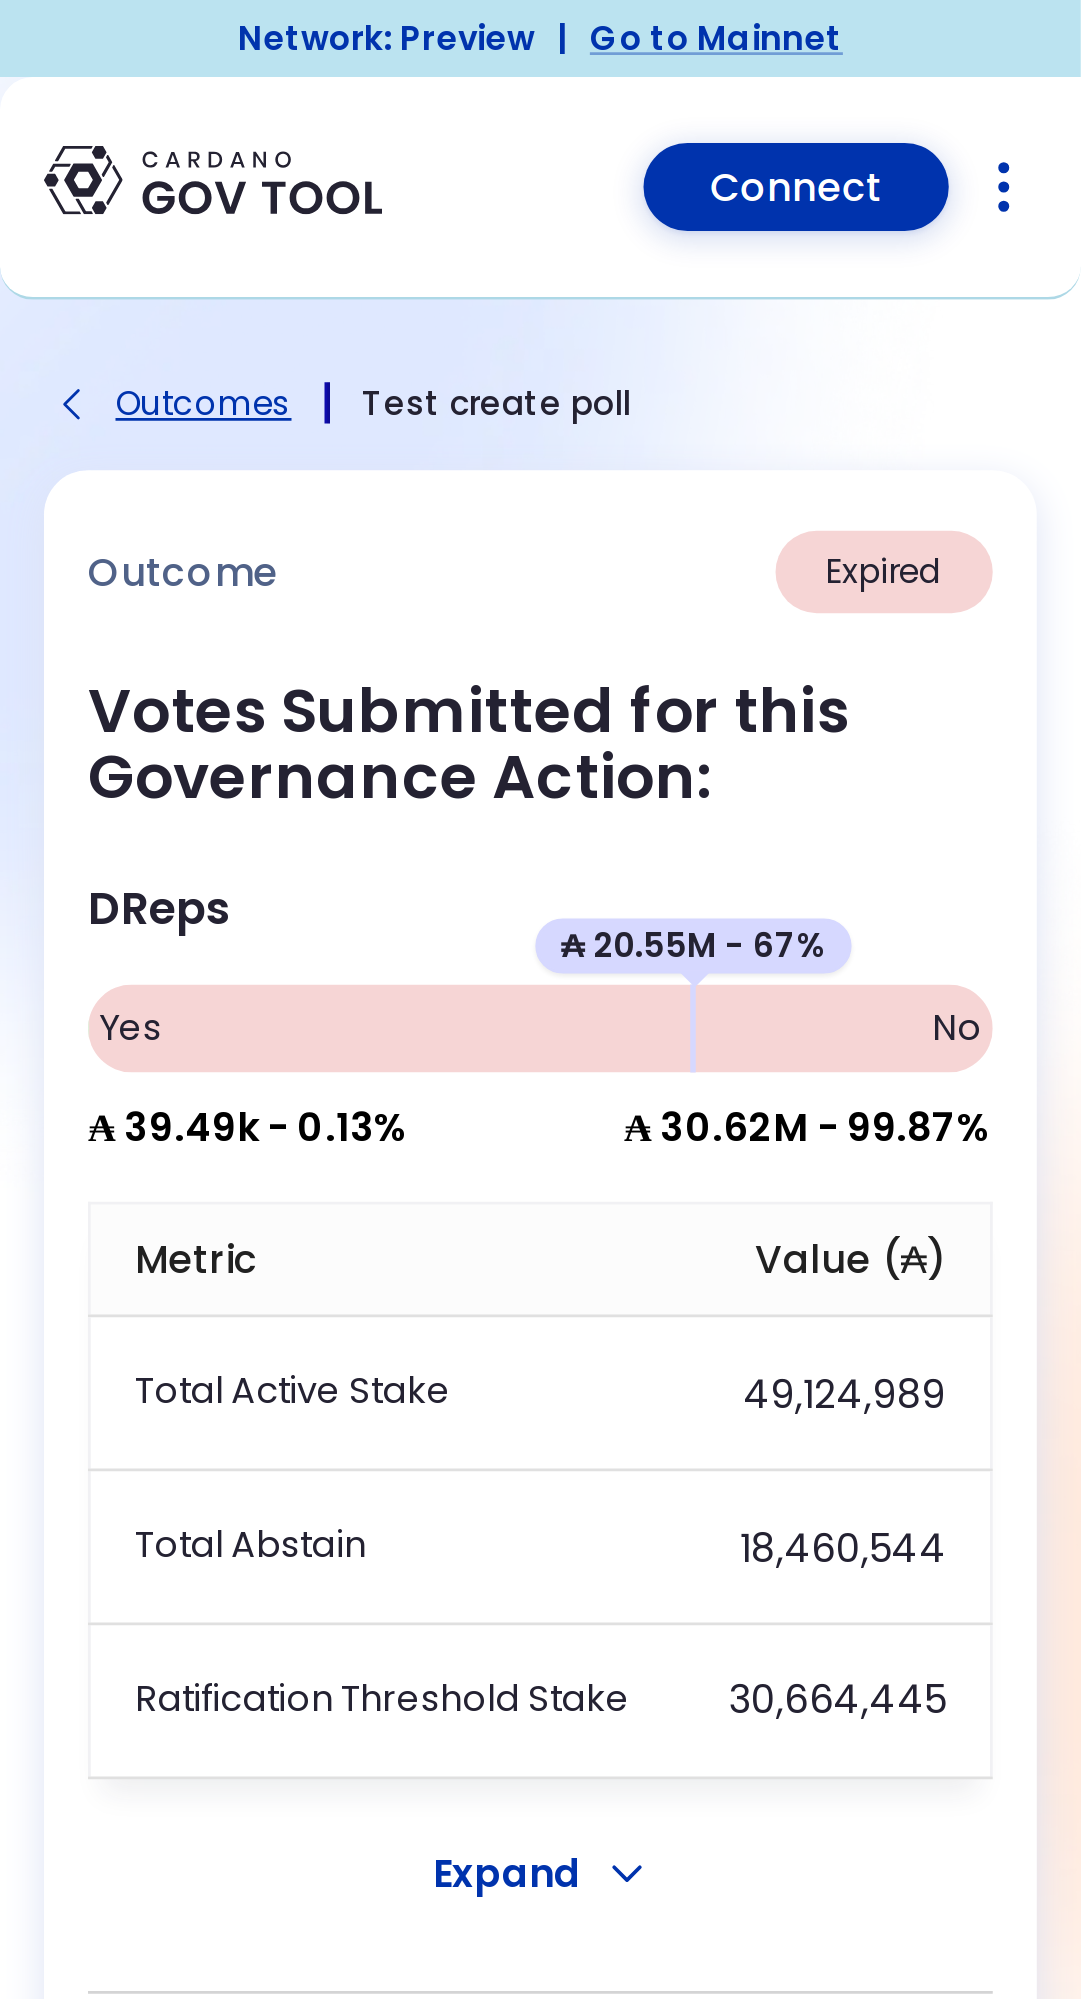 Network: Preview | Go to Mainnet
CARDANO
GOV TOOL
Connect
Outcomes | Test create poll
Outcome
Expired
Votes Submitted for this
Governance Action:
DReps
₳ 20.55M - 67%
Yes
No
₳ 39.49k - 0.13%
₳ 30.62M - 99.87%
Metric
Value (₳)
Total Active Stake
49,124,989
Total Abstain
18,460,544
Ratification Threshold Stake
30,664,445
Expand